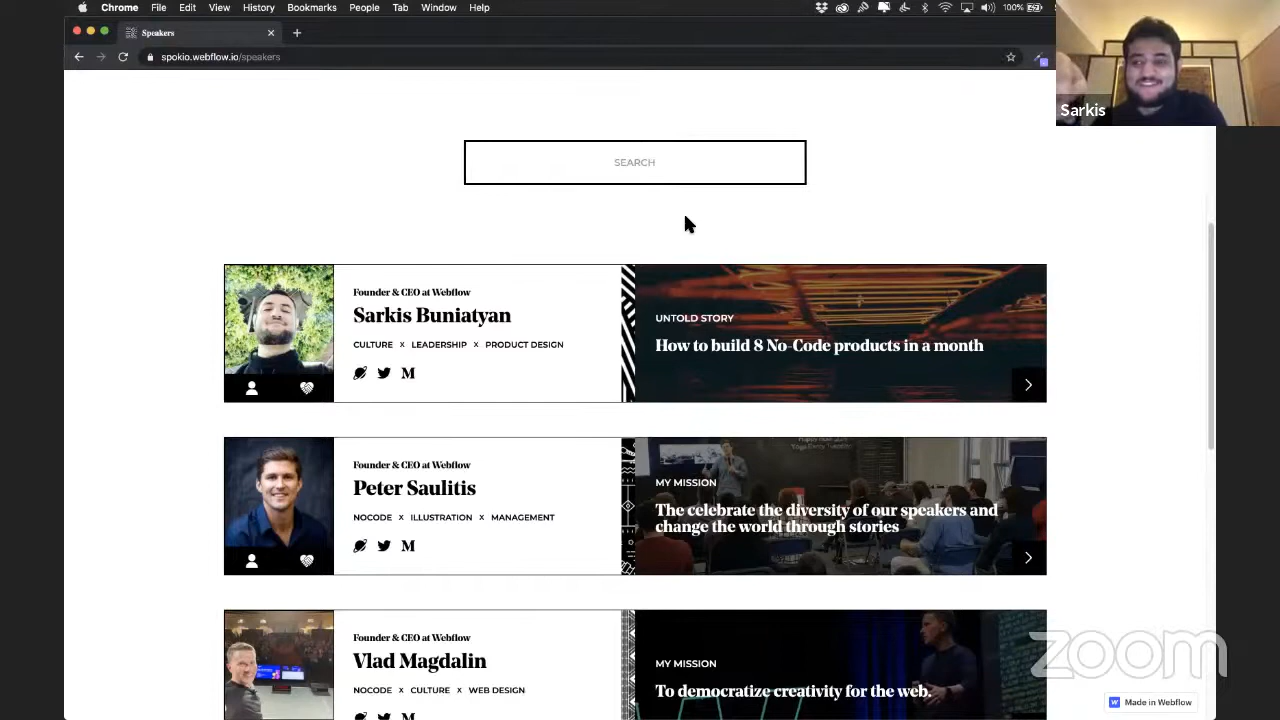 Chrome File Edit View History Bookmarks People Tab Window Help 100%
Speakers
spokio.webflow.io/speakers
Sarkis
SEARCH
Founder & CEO at Webflow
Sarkis Buniatyan
CULTURE x LEADERSHIP x PRODUCT DESIGN
M
UNTOLD STORY
How to build 8 No-Code products in a month
Founder & CEO at Webflow
Peter Saulitis
NOCODE x ILLUSTRATION x MANAGEMENT
M
MY MISSION
The celebrate the diversity of our speakers and
change the world through stories
Founder & CEO at Webflow
Vlad Magdalin
NOCODE x CULTURE x WEB DESIGN
M
MY MISSION
To democratize creativity for the web.
zoom
Made in Webflow